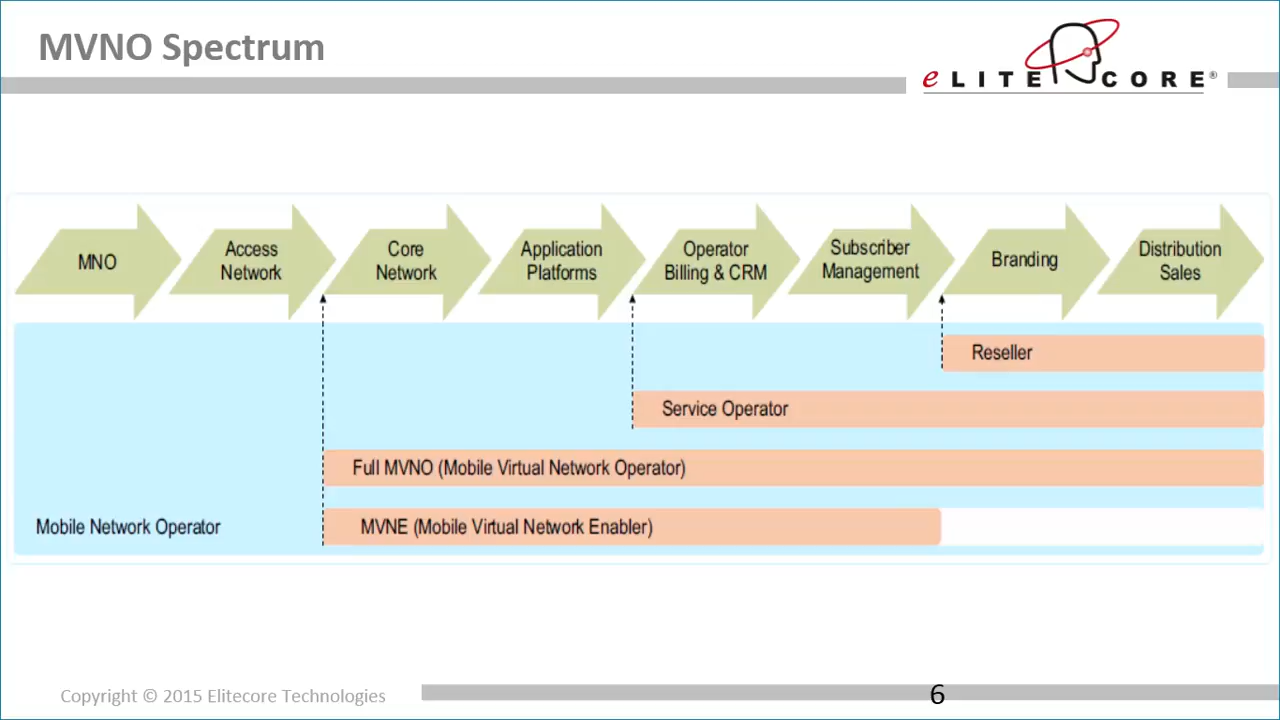 MVNO Spectrum
eLITECORE®
MNO
Access
Network
Core
Network
Application
Platforms
Operator
Billing & CRM
Subscriber
Management
Branding
Distribution
Sales
Reseller
Service Operator
Full MVNO (Mobile Virtual Network Operator)
Mobile Network Operator
MVNE (Mobile Virtual Network Enabler)
Copyright © 2015 Elitecore Technologies
6